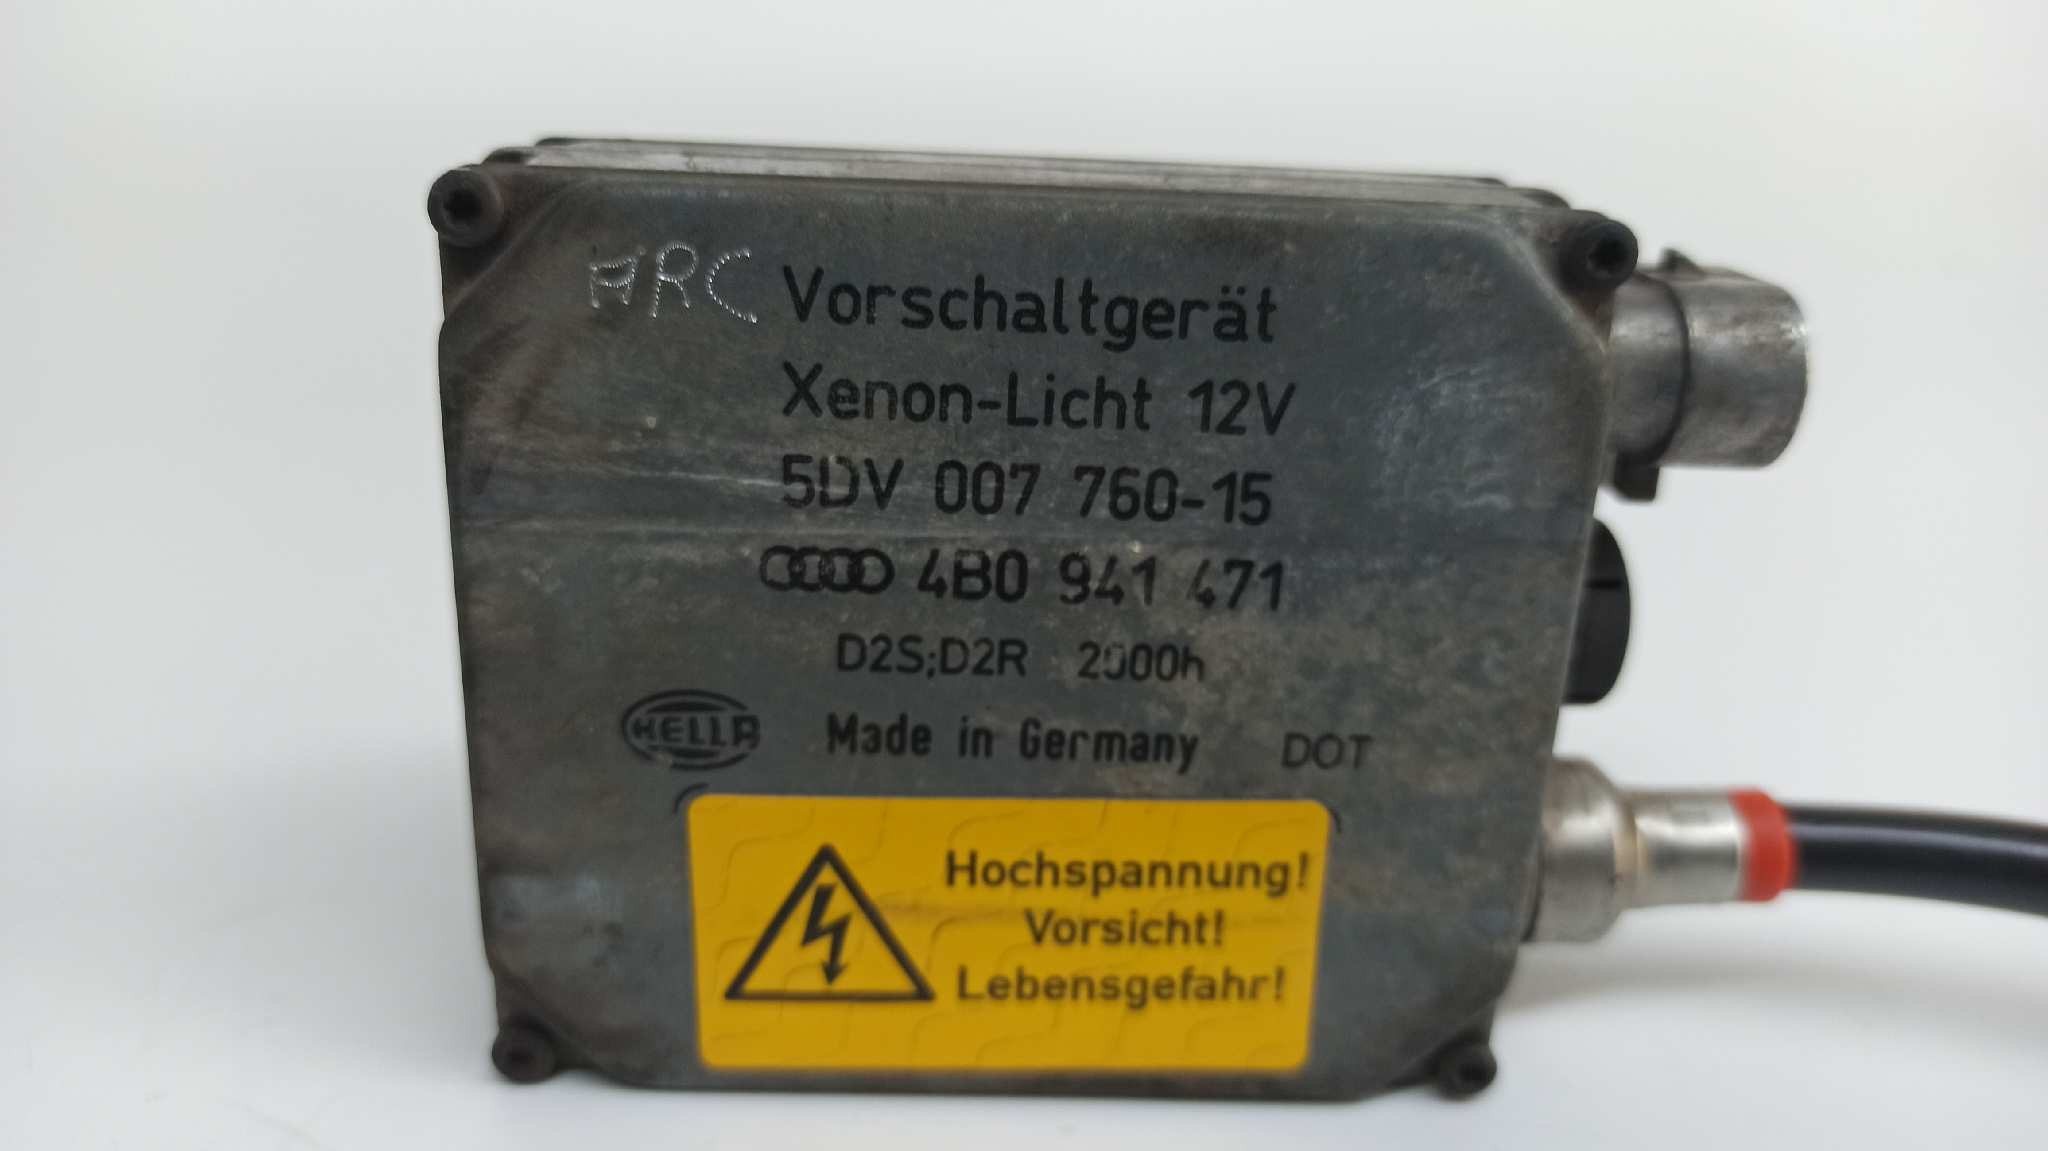 ARC Vorschaltgerät
Xenon-Licht 12V
5DV 007 760-15
4B0 941 471
D2S;D2R 2000h
HELLA Made in Germany DOT
Hochspannung!
Vorsicht!
Lebensgefahr!